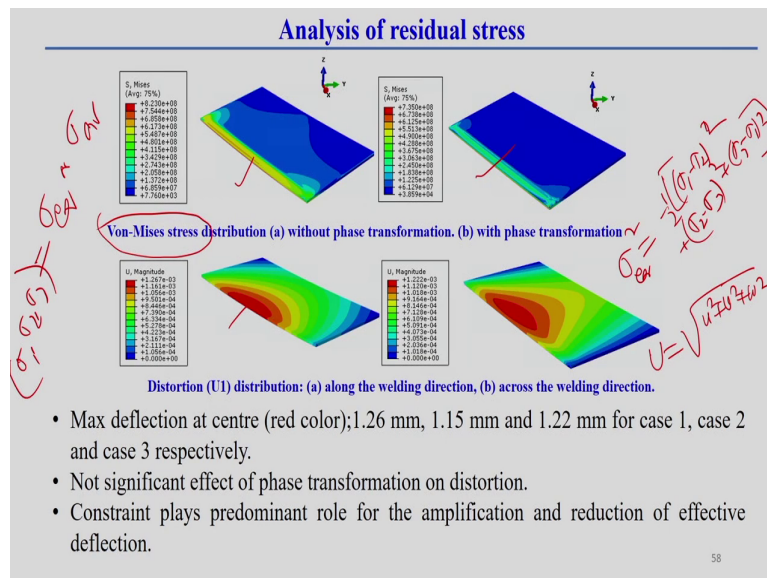 Analysis of residual stress
S, Mises
(Avg: 75%)
+8.230e+08
+7.544e+08
+6.858e+08
+6.173e+08
+5.487e+08
+4.801e+08
+4.115e+08
+3.429e+08
+2.743e+08
+2.058e+08
+1.372e+08
+6.859e+07
+7.760e+03
Z
Y
X
S, Mises
(Avg: 75%)
+7.350e+08
+6.738e+08
+6.125e+08
+5.513e+08
+4.900e+08
+4.288e+08
+3.675e+08
+3.063e+08
+2.450e+08
+1.838e+08
+1.225e+08
+6.129e+07
+3.859e+04
Z
Y
X
Von-Mises stress distribution (a) without phase transformation. (b) with phase transformation
U, Magnitude
+1.267e-03
+1.161e-03
+1.056e-03
+9.501e-04
+8.446e-04
+7.390e-04
+6.334e-04
+5.278e-04
+4.223e-04
+3.167e-04
+2.111e-04
+1.056e-04
+0.000e+00
U, Magnitude
+1.222e-03
+1.120e-03
+1.018e-03
+9.164e-04
+8.146e-04
+7.128e-04
+6.109e-04
+5.091e-04
+4.073e-04
+3.055e-04
+2.036e-04
+1.018e-04
+0.000e+00
U = √u²+v²+w²
Distortion (U1) distribution: (a) along the welding direction, (b) across the welding direction.
• Max deflection at centre (red color);1.26 mm, 1.15 mm and 1.22 mm for case 1, case 2
and case 3 respectively.
• Not significant effect of phase transformation on distortion.
• Constraint plays predominant role for the amplification and reduction of effective
deflection.
58